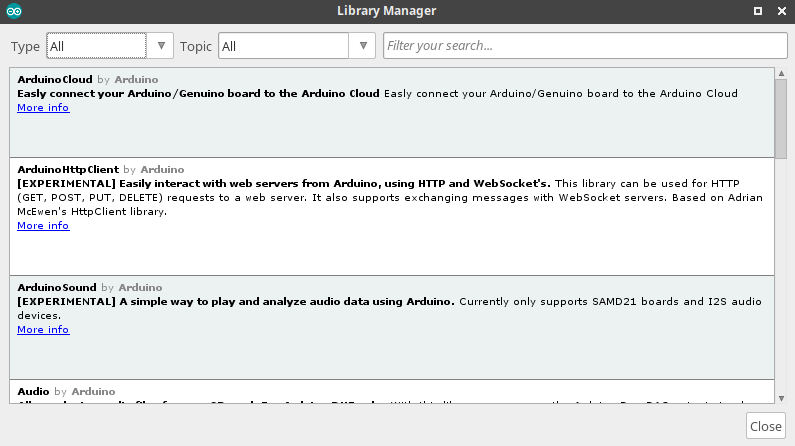 Library Manager
Type All Topic All Filter your search...
ArduinoCloud by Arduino
Easly connect your Arduino/Genuino board to the Arduino Cloud Easly connect your Arduino/Genuino board to the Arduino Cloud
More info
ArduinoHttpClient by Arduino
[EXPERIMENTAL] Easily interact with web servers from Arduino, using HTTP and WebSocket's. This library can be used for HTTP
(GET, POST, PUT, DELETE) requests to a web server. It also supports exchanging messages with WebSocket servers. Based on Adrian
McEwen's HttpClient library.
More info
ArduinoSound by Arduino
[EXPERIMENTAL] A simple way to play and analyze audio data using Arduino. Currently only supports SAMD21 boards and I2S audio
devices.
More info
Audio by Arduino
Close